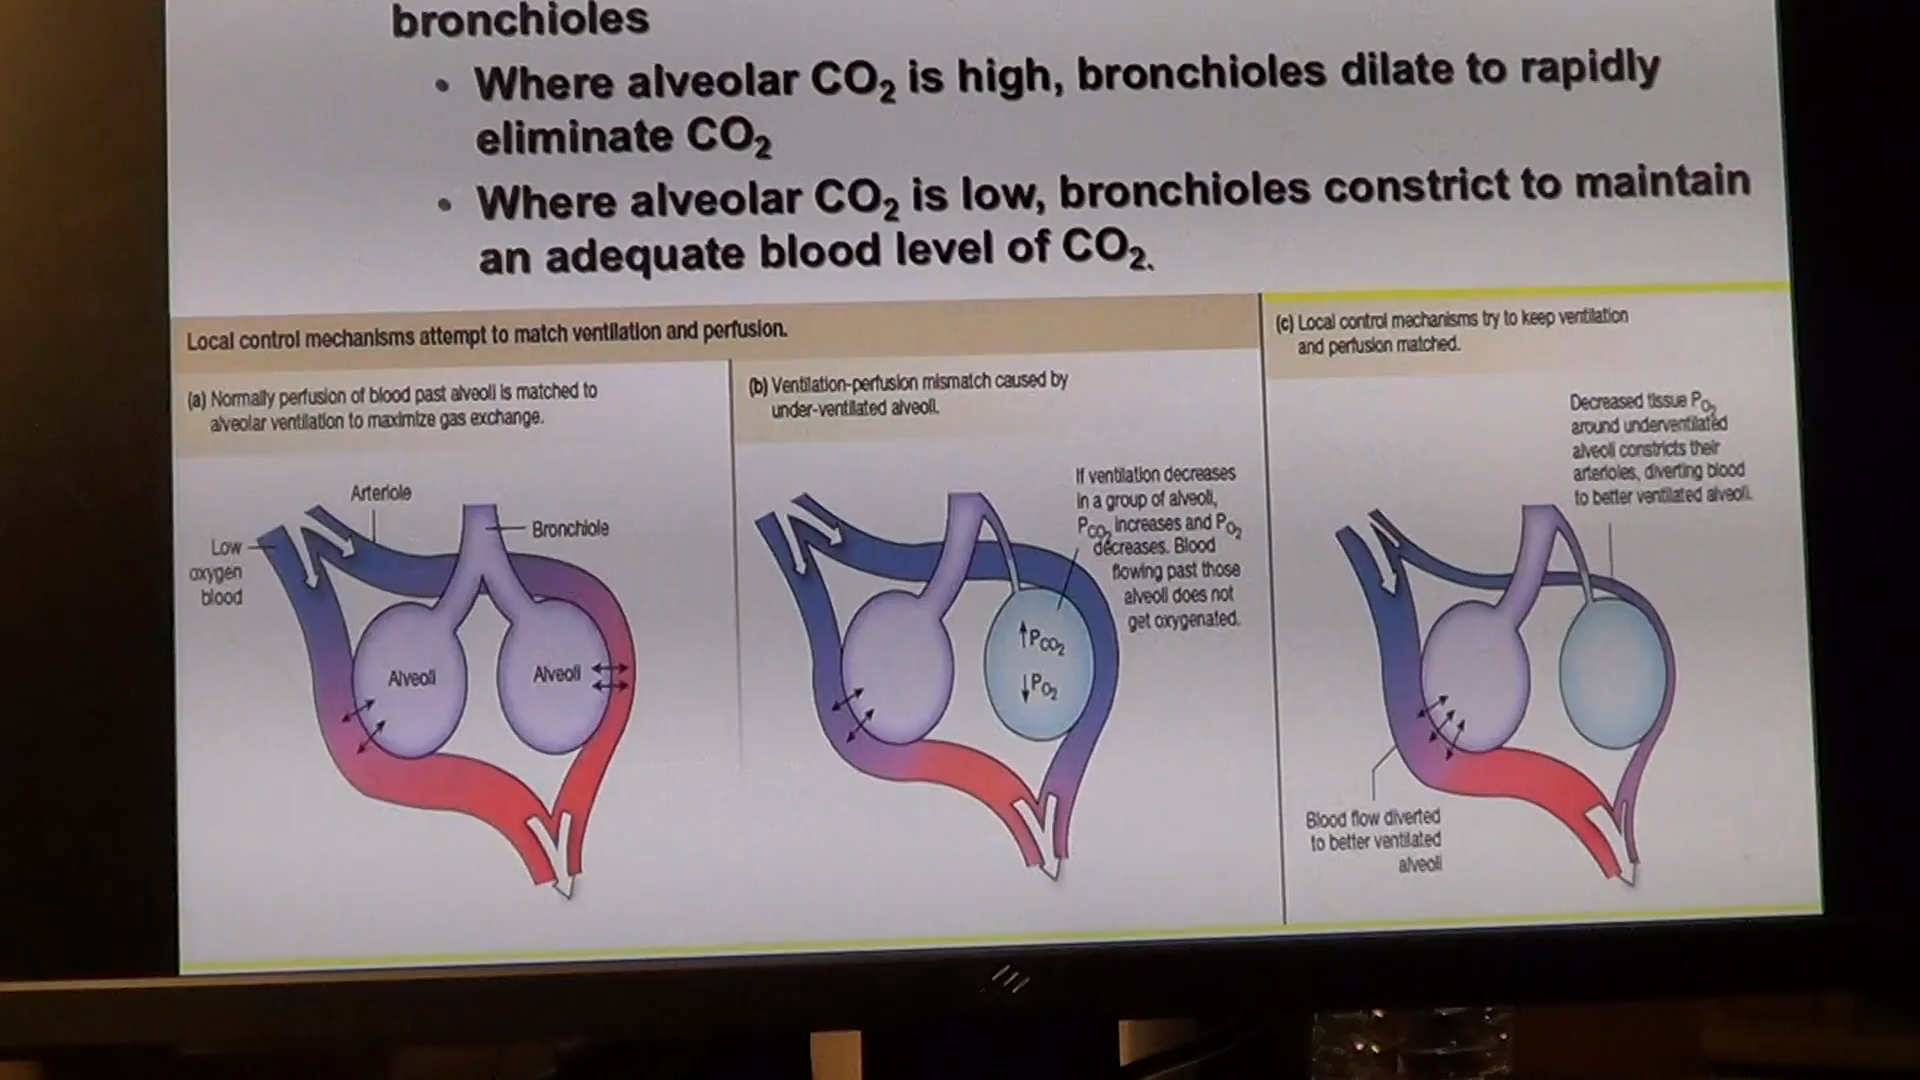 bronchioles
• Where alveolar CO₂ is high, bronchioles dilate to rapidly
eliminate CO₂
• Where alveolar CO₂ is low, bronchioles constrict to maintain
an adequate blood level of CO₂.
Local control mechanisms attempt to match ventilation and perfusion.
(a) Normally perfusion of blood past alveoli is matched to
alveolar ventilation to maximize gas exchange.
Arteriole
Bronchiole
Low
oxygen
blood
Alveoli
Alveoli
(b) Ventilation-perfusion mismatch caused by
under-ventilated alveoli.
If ventilation decreases
in a group of alveoli,
PCO₂ increases and PO₂
decreases. Blood
flowing past those
alveoli does not
get oxygenated.
↑PCO₂
↓PO₂
(c) Local control mechanisms try to keep ventilation
and perfusion matched.
Decreased tissue PO₂
around underventilated
alveoli constricts their
arterioles, diverting blood
to better ventilated alveoli.
Blood flow diverted
to better ventilated
alveoli